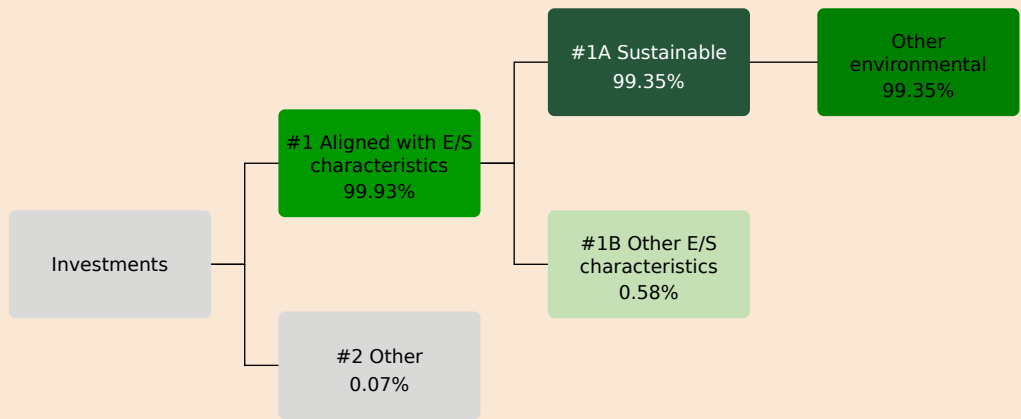 #1A Sustainable
99.35%
Other
environmental
99.35%
#1 Aligned with E/S
characteristics
99.93%
Investments
#1B Other E/S
characteristics
0.58%
#2 Other
0.07%